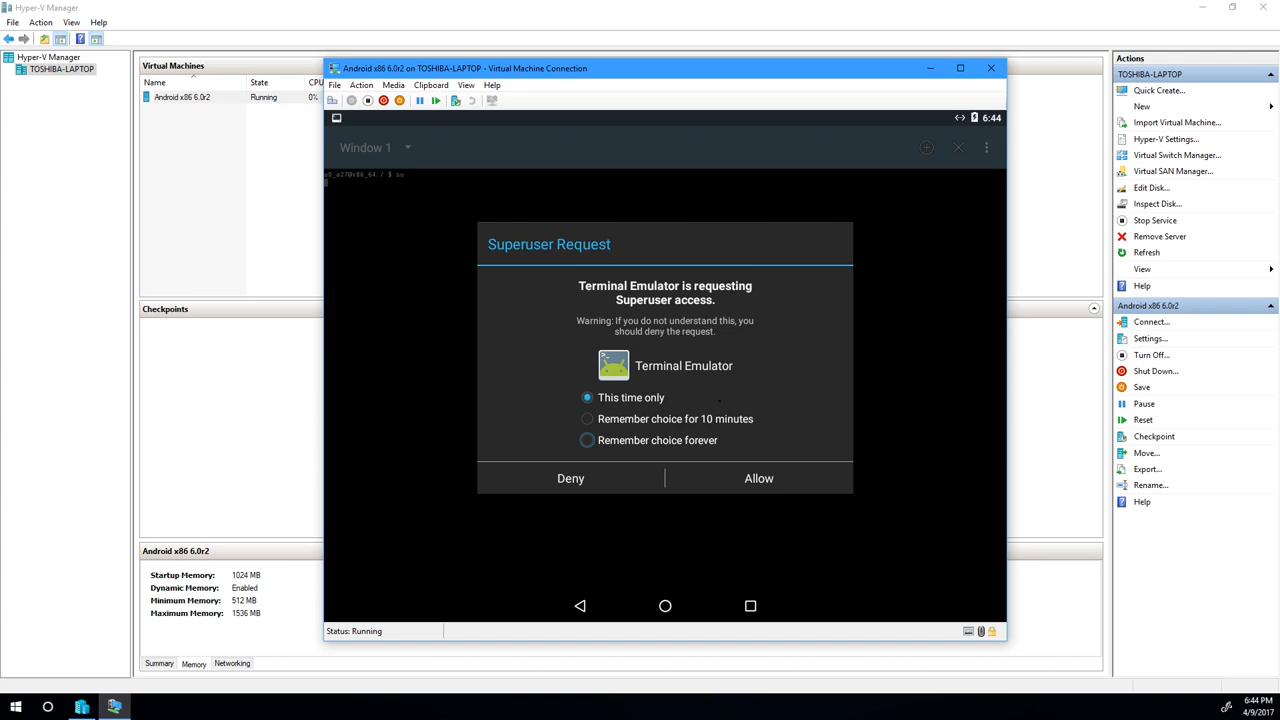 Hyper-V Manager
File Action View Help
Hyper-V Manager
TOSHIBA-LAPTOP
Virtual Machines
Name State CPU
Android x86 6.0r2 Running 0%
Checkpoints
Android x86 6.0r2
Startup Memory: 1024 MB
Dynamic Memory: Enabled
Minimum Memory: 512 MB
Maximum Memory: 1536 MB
Summary Memory Networking
Android x86 6.0r2 on TOSHIBA-LAPTOP - Virtual Machine Connection
File Action Media Clipboard View Help
6:44
Window 1
u0_a27@x86_64:/ $ su
Superuser Request
Terminal Emulator is requesting
Superuser access.
Warning: If you do not understand this, you
should deny the request.
Terminal Emulator
This time only
Remember choice for 10 minutes
Remember choice forever
Deny Allow
Status: Running
Actions
TOSHIBA-LAPTOP
Quick Create...
New
Import Virtual Machine...
Hyper-V Settings...
Virtual Switch Manager...
Virtual SAN Manager...
Edit Disk...
Inspect Disk...
Stop Service
Remove Server
Refresh
View
Help
Android x86 6.0r2
Connect...
Settings...
Turn Off...
Shut Down...
Save
Pause
Reset
Checkpoint
Move...
Export...
Rename...
Help
6:44 PM
4/9/2017